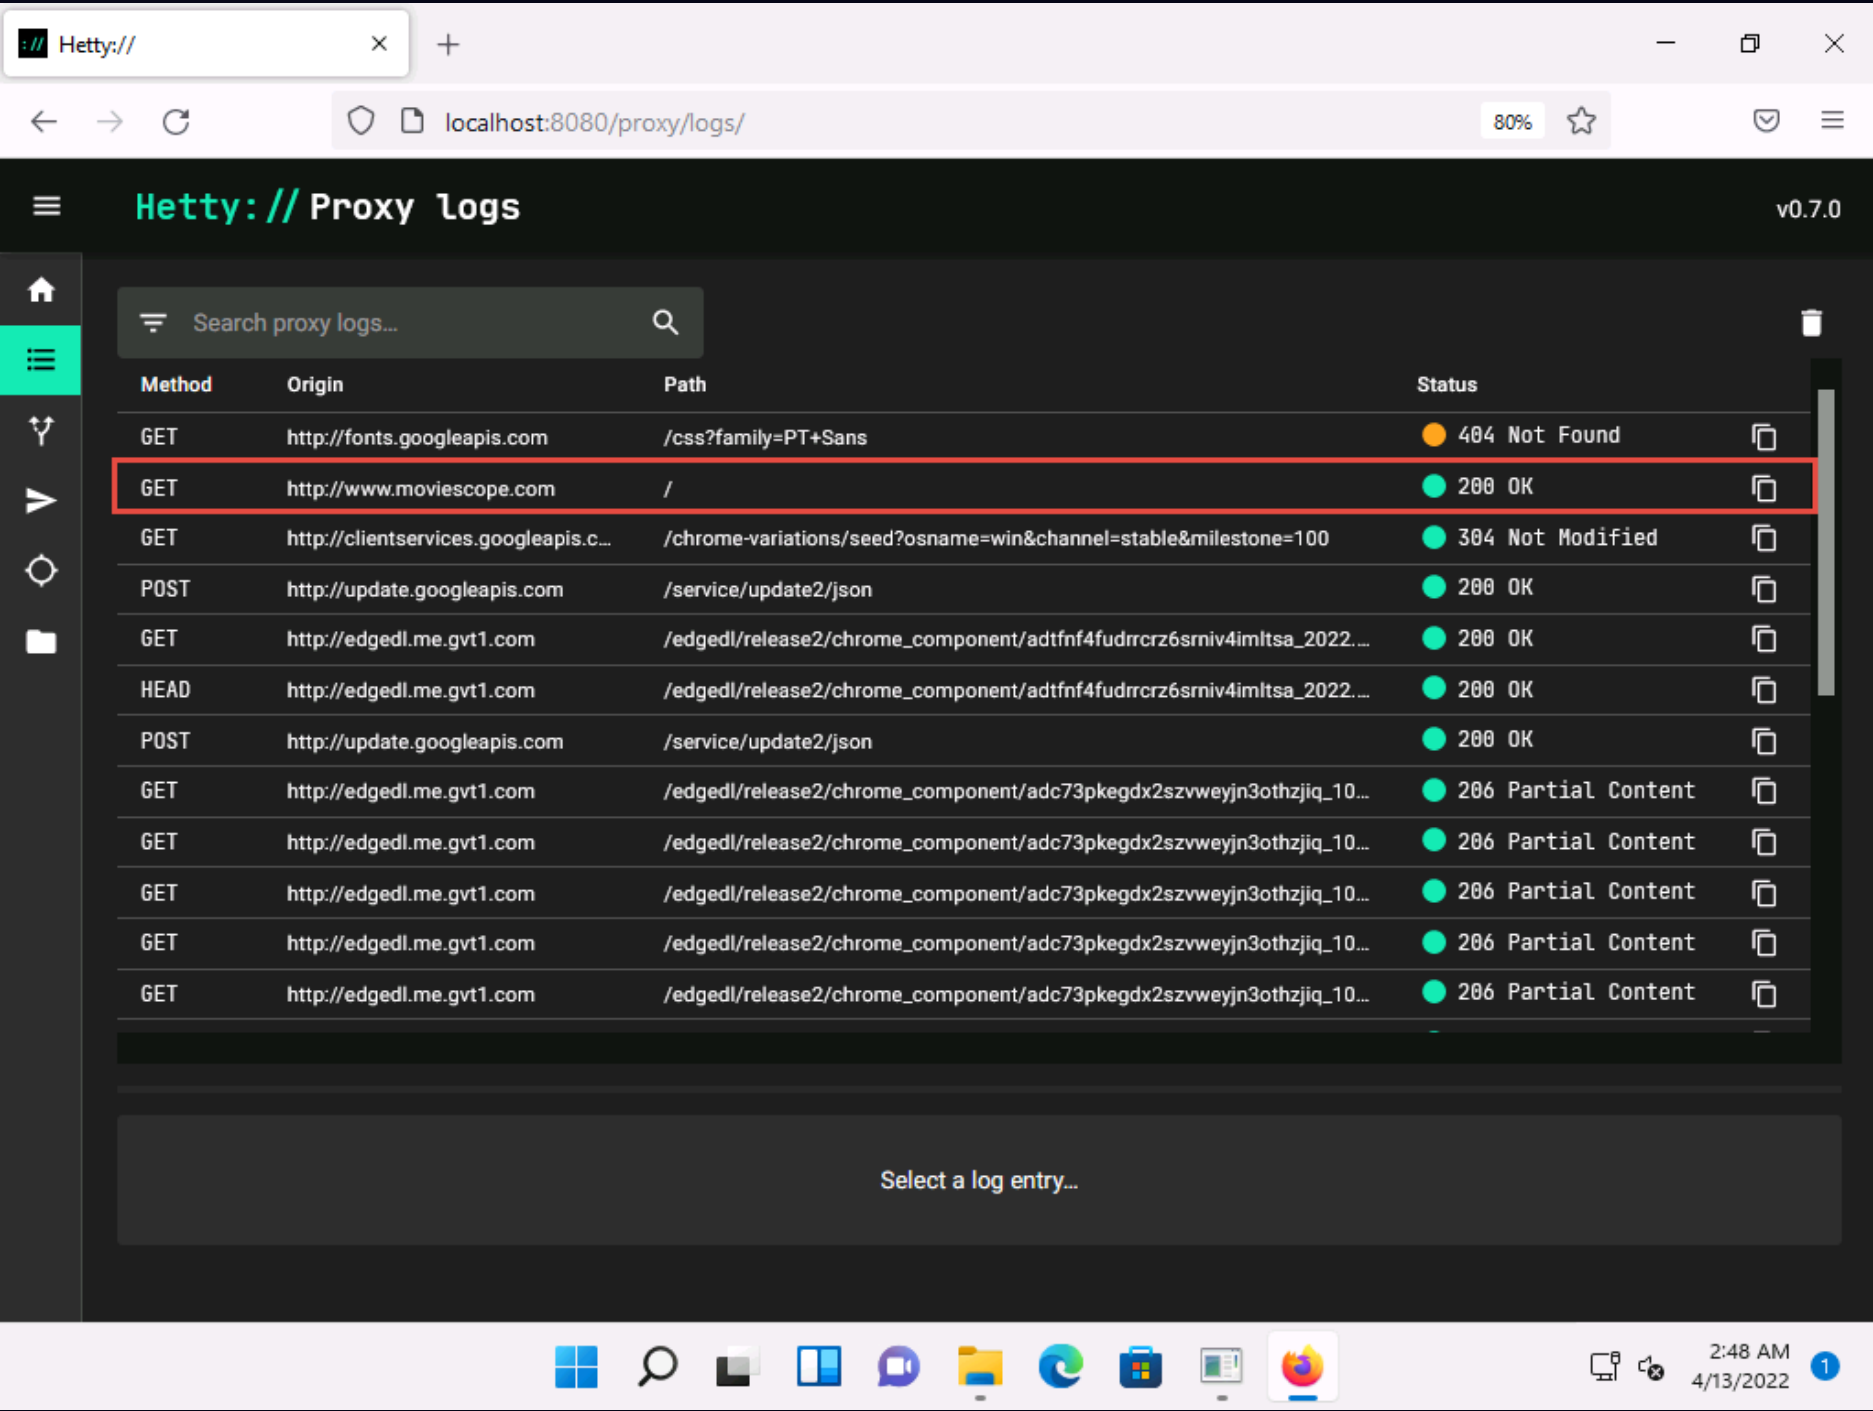 Hetty://
localhost:8080/proxy/logs/
80%
Hetty:// Proxy logs
v0.7.0
Search proxy logs…
Method Origin Path Status
GET http://fonts.googleapis.com /css?family=PT+Sans 404 Not Found
GET http://www.moviescope.com / 200 OK
GET http://clientservices.googleapis.c… /chrome-variations/seed?osname=win&channel=stable&milestone=100 304 Not Modified
POST http://update.googleapis.com /service/update2/json 200 OK
GET http://edgedl.me.gvt1.com /edgedl/release2/chrome_component/adtfnf4fudrrcrz6srniv4imltsa_2022.… 200 OK
HEAD http://edgedl.me.gvt1.com /edgedl/release2/chrome_component/adtfnf4fudrrcrz6srniv4imltsa_2022.… 200 OK
POST http://update.googleapis.com /service/update2/json 200 OK
GET http://edgedl.me.gvt1.com /edgedl/release2/chrome_component/adc73pkegdx2szvweyjn3othzjiq_10… 206 Partial Content
GET http://edgedl.me.gvt1.com /edgedl/release2/chrome_component/adc73pkegdx2szvweyjn3othzjiq_10… 206 Partial Content
GET http://edgedl.me.gvt1.com /edgedl/release2/chrome_component/adc73pkegdx2szvweyjn3othzjiq_10… 206 Partial Content
GET http://edgedl.me.gvt1.com /edgedl/release2/chrome_component/adc73pkegdx2szvweyjn3othzjiq_10… 206 Partial Content
GET http://edgedl.me.gvt1.com /edgedl/release2/chrome_component/adc73pkegdx2szvweyjn3othzjiq_10… 206 Partial Content
Select a log entry…
2:48 AM
4/13/2022
1